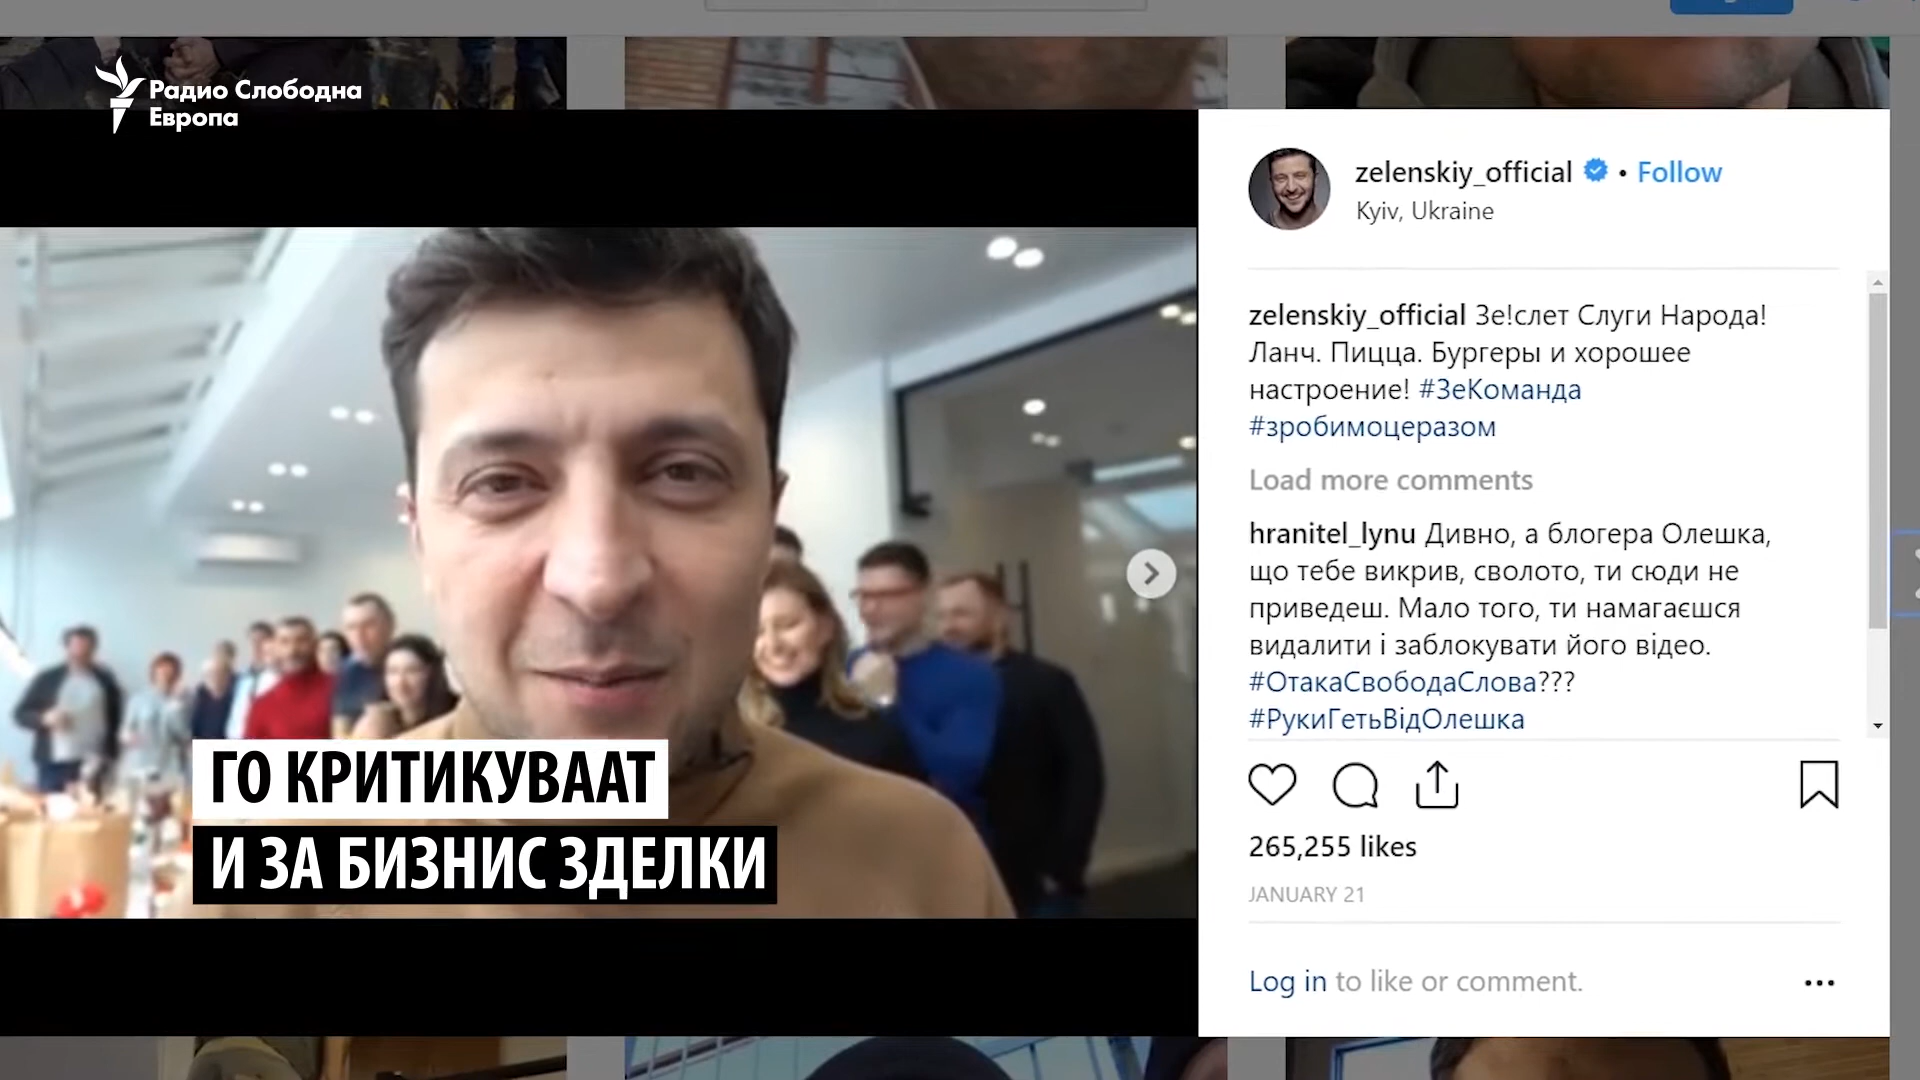 Радио Слободна
Европа
zelenskiy_official • Follow
Kyiv, Ukraine
zelenskiy_official Зе!слет Слуги Народа!
Ланч. Пицца. Бургеры и хорошее
настроение! #ЗеКоманда
#зробимоцеразом
Load more comments
hranitel_lynu Дивно, а блогера Олешка,
що тебе викрив, сволото, ти сюди не
приведеш. Мало того, ти намагаєшся
видалити і заблокувати його відео.
#ОтакаСвободаСлова???
#РукиГетьВідОлешка
265,255 likes
JANUARY 21
Log in to like or comment.
ГО КРИТИКУВААТ
И ЗА БИЗНИС ЗДЕЛКИ